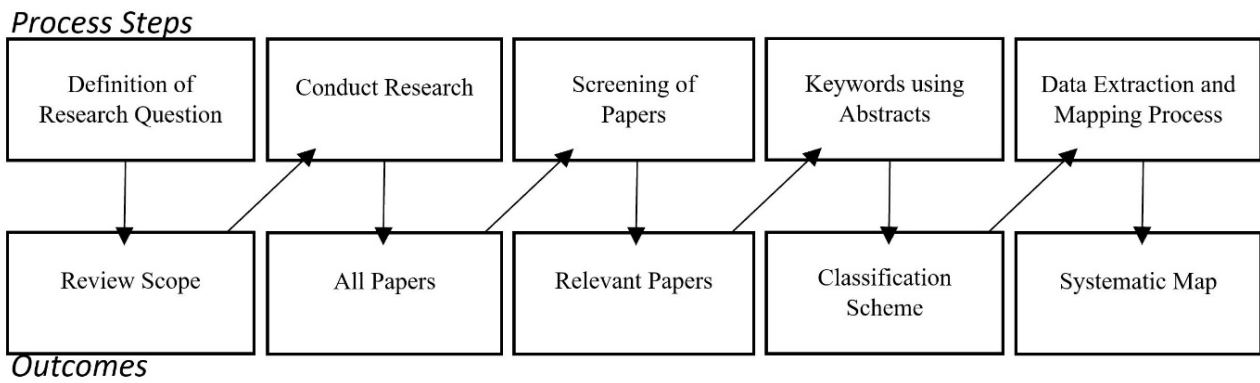 Process Steps
Definition of
Research Question
Conduct Research
Screening of
Papers
Keywords using
Abstracts
Data Extraction and
Mapping Process
Review Scope
All Papers
Relevant Papers
Classification
Scheme
Systematic Map
Outcomes